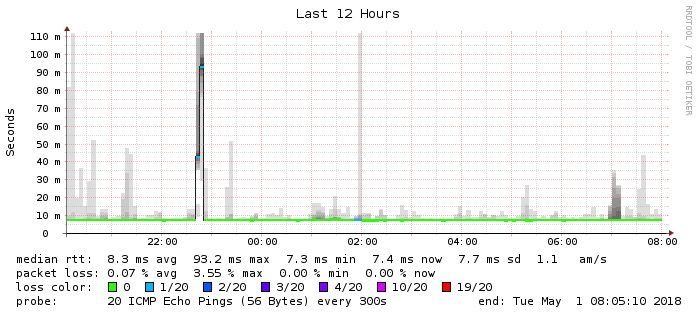 Last 12 Hours
RRDTOOL / TOBI OETIKER
Seconds
110 m
100 m
90 m
80 m
70 m
60 m
50 m
40 m
30 m
20 m
10 m
0
22:00 00:00 02:00 04:00 06:00 08:00
median rtt: 8.3 ms avg 93.2 ms max 7.3 ms min 7.4 ms now 7.7 ms sd 1.1 am/s
packet loss: 0.07 % avg 3.55 % max 0.00 % min 0.00 % now
loss color: 0 1/20 2/20 3/20 4/20 10/20 19/20
probe: 20 ICMP Echo Pings (56 Bytes) every 300s end: Tue May 1 08:05:10 2018